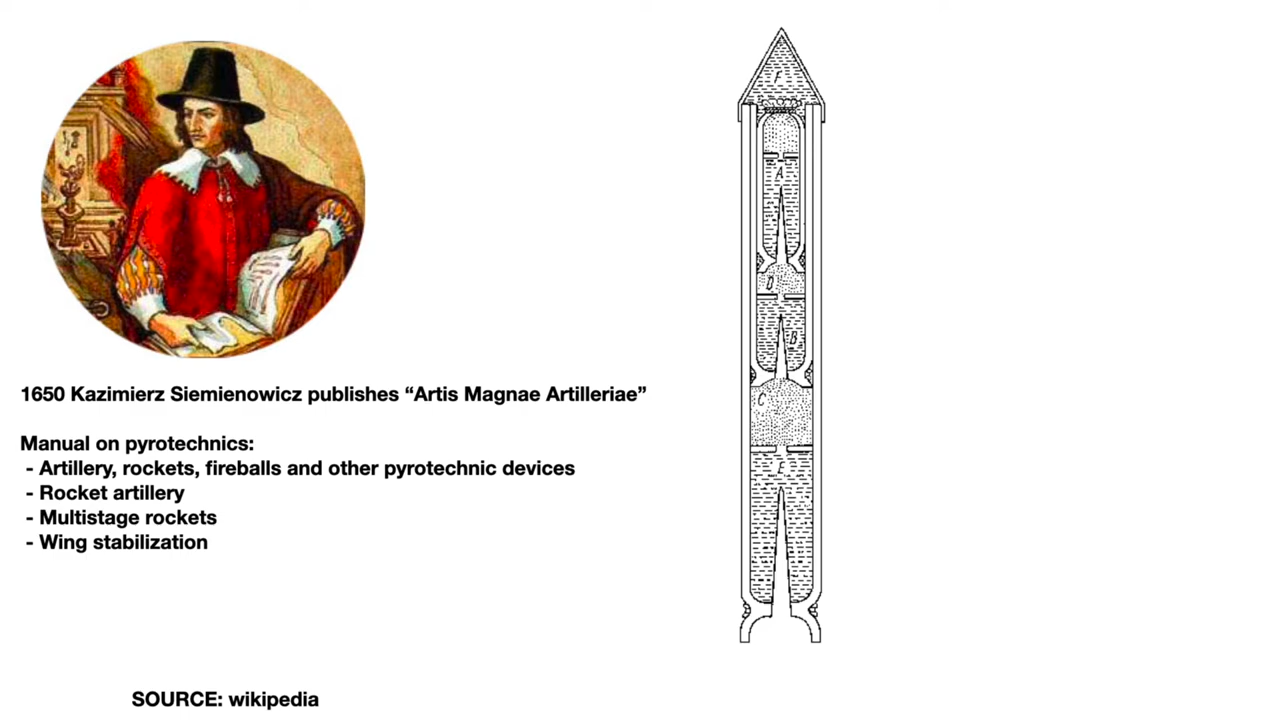 1650 Kazimierz Siemienowicz publishes “Artis Magnae Artilleriae”
Manual on pyrotechnics:
- Artillery, rockets, fireballs and other pyrotechnic devices
- Rocket artillery
- Multistage rockets
- Wing stabilization
SOURCE: wikipedia
F
A
D
B
C
E